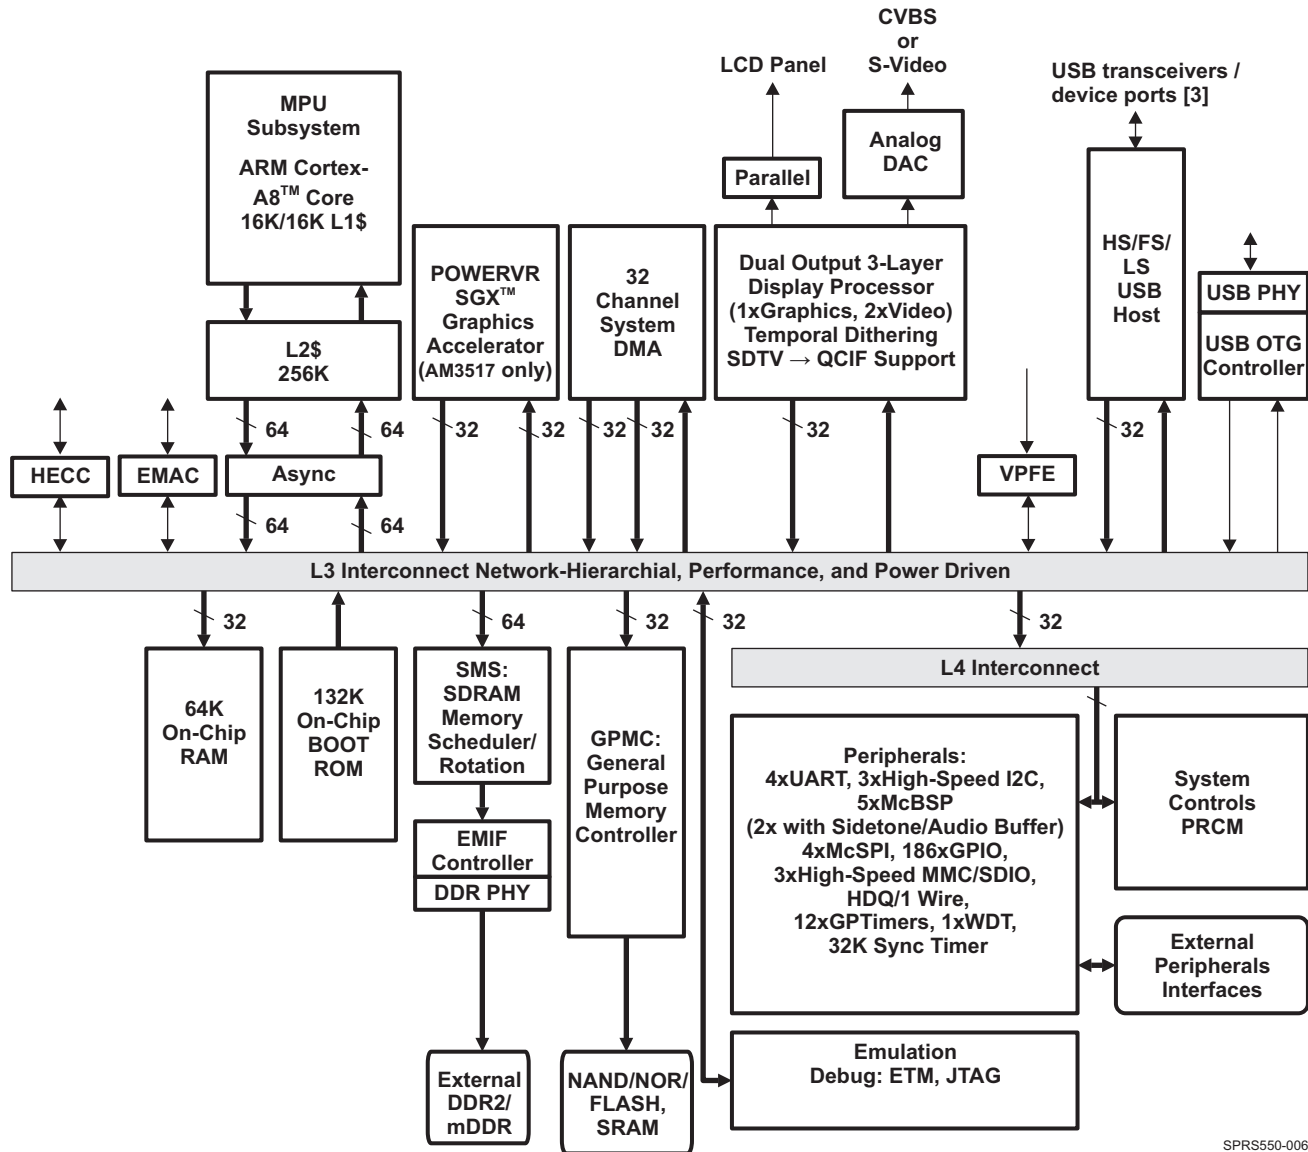 CVBS
or
S-Video
LCD Panel
USB transceivers /
device ports [3]
MPU
Subsystem
ARM Cortex-
A8™ Core
16K/16K L1$
Analog
DAC
Parallel
POWERVR
SGX™
Graphics
Accelerator
(AM3517 only)
32
Channel
System
DMA
Dual Output 3-Layer
Display Processor
(1xGraphics, 2xVideo)
Temporal Dithering
SDTV → QCIF Support
HS/FS/
LS
USB
Host
USB PHY
USB OTG
Controller
L2$
256K
64
64
32
32
32
32
32
32
HECC
EMAC
Async
VPFE
64
64
L3 Interconnect Network-Hierarchial, Performance, and Power Driven
32
64
32
32
32
64K
On-Chip
RAM
132K
On-Chip
BOOT
ROM
SMS:
SDRAM
Memory
Scheduler/
Rotation
GPMC:
General
Purpose
Memory
Controller
L4 Interconnect
Peripherals:
4xUART, 3xHigh-Speed I2C,
5xMcBSP
(2x with Sidetone/Audio Buffer)
4xMcSPI, 186xGPIO,
3xHigh-Speed MMC/SDIO,
HDQ/1 Wire,
12xGPTimers, 1xWDT,
32K Sync Timer
System
Controls
PRCM
EMIF
Controller
DDR PHY
External
Peripherals
Interfaces
Emulation
Debug: ETM, JTAG
External
DDR2/
mDDR
NAND/NOR/
FLASH,
SRAM
SPRS550-006